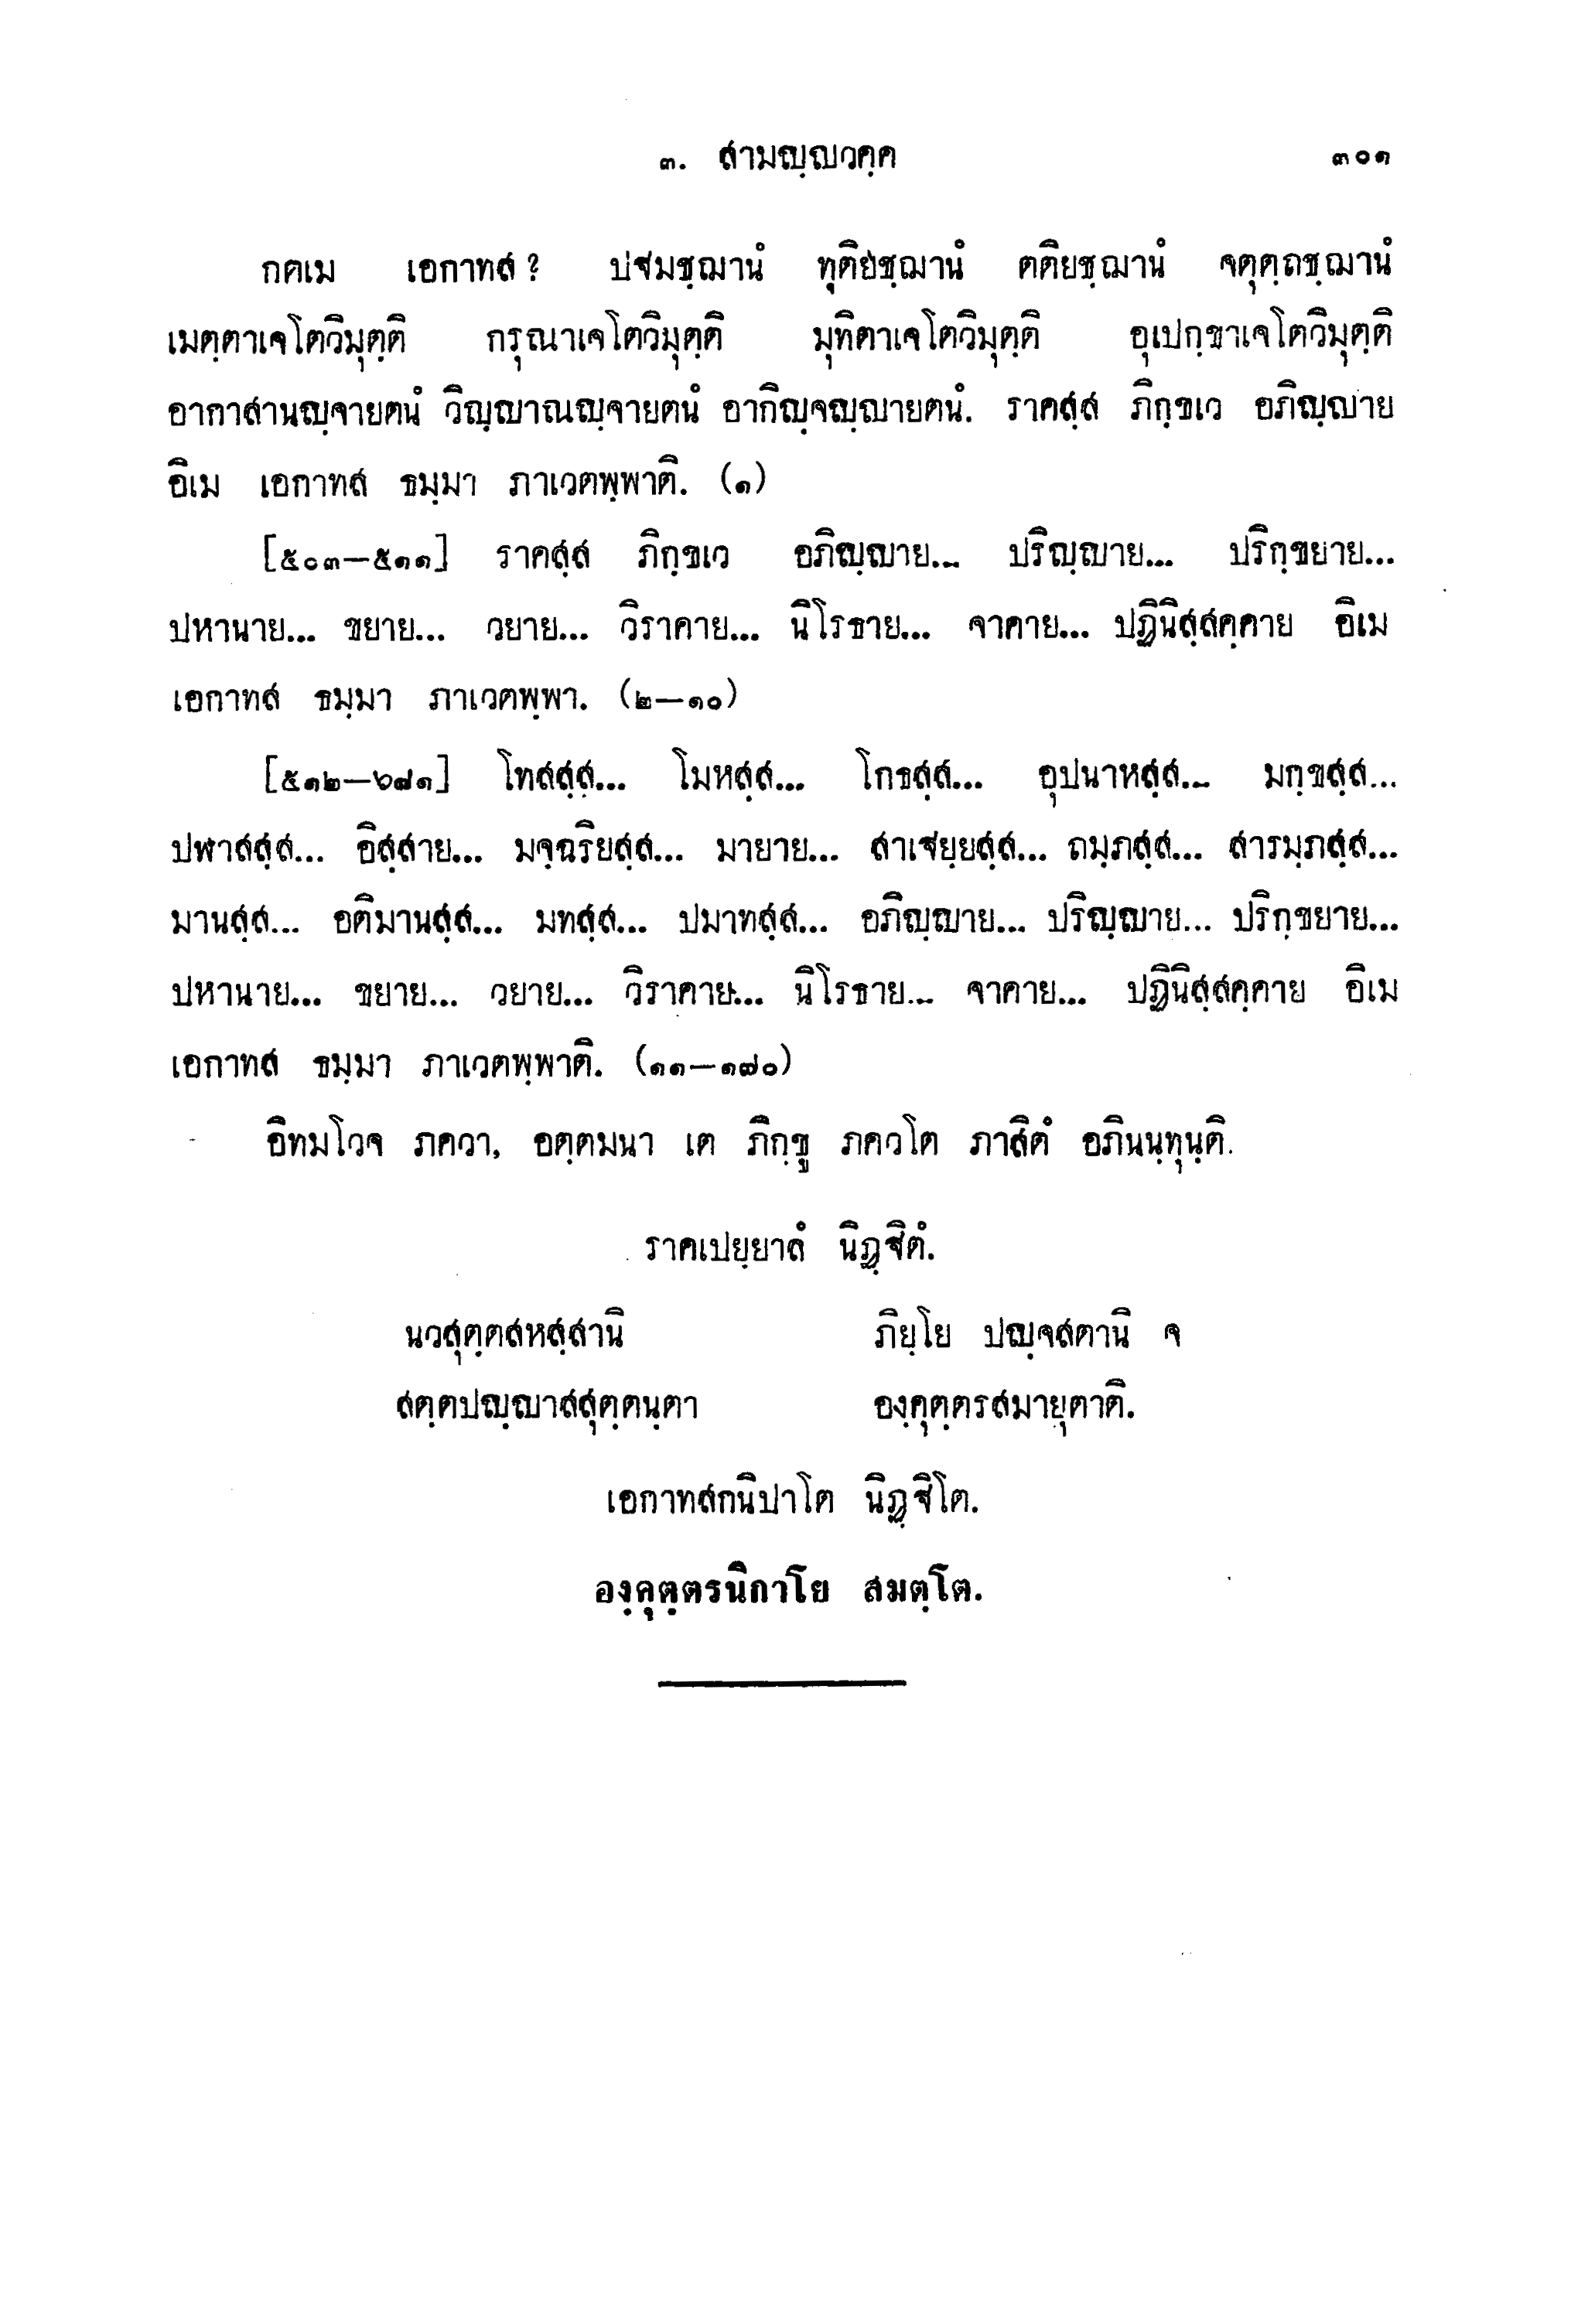 ๓. สามญฺญวคฺค ๓๐๑
กตเม เอกาทส? ปฐมชฺฌานํ ทุติยชฺฌานํ ตติยชฺฌานํ จตุตฺถชฺฌานํ
เมตฺตาเจโตวิมุตฺติ กรุณาเจโตวิมุตฺติ มุทิตาเจโตวิมุตฺติ อุเปกฺขาเจโตวิมุตฺติ
อากาสานญฺจายตนํ วิญฺญาณญฺจายตนํ อากิญฺจญฺญายตนํ. ราคสฺส ภิกฺขเว อภิญฺญาย
อิเม เอกาทส ธมฺมา ภาเวตพฺพาติ. (๑)
[๕๐๓–๕๑๑] ราคสฺส ภิกฺขเว อภิญฺญาย... ปริญฺญาย... ปริกฺขยาย...
ปหานาย... ขยาย... วยาย... วิราคาย... นิโรธาย... จาคาย... ปฏินิสฺสคฺคาย อิเม
เอกาทส ธมฺมา ภาเวตพฺพา. (๒–๑๐)
[๕๑๒–๖๗๑] โทสสฺส... โมหสฺส... โกธสฺส... อุปนาหสฺส... มกฺขสฺส...
ปฬาสสฺส... อิสฺสาย... มจฺฉริยสฺส... มายาย... สาเฐยฺยสฺส... ถมฺภสฺส... สารมฺภสฺส...
มานสฺส... อติมานสฺส... มทสฺส... ปมาทสฺส... อภิญฺญาย... ปริญฺญาย... ปริกฺขยาย...
ปหานาย... ขยาย... วยาย... วิราคาย... นิโรธาย... จาคาย... ปฏินิสฺสคฺคาย อิเม
เอกาทส ธมฺมา ภาเวตพฺพาติ. (๑๑–๑๗๐)
อิทมโวจ ภควา, อตฺตมนา เต ภิกฺขู ภควโต ภาสิตํ อภินนฺทุนฺติ.
ราคเปยฺยาลํ นิฏฺฐิตํ.
นวสุตฺตสหสฺสานิ ภิยฺโย ปญฺจสตานิ จ
สตฺตปญฺญาสสุตฺตนฺตา องฺคุตฺตรสมายุตาติ.
เอกาทสกนิปาโต นิฏฺฐิโต.
องฺคุตฺตรนิกาโย สมตฺโต.